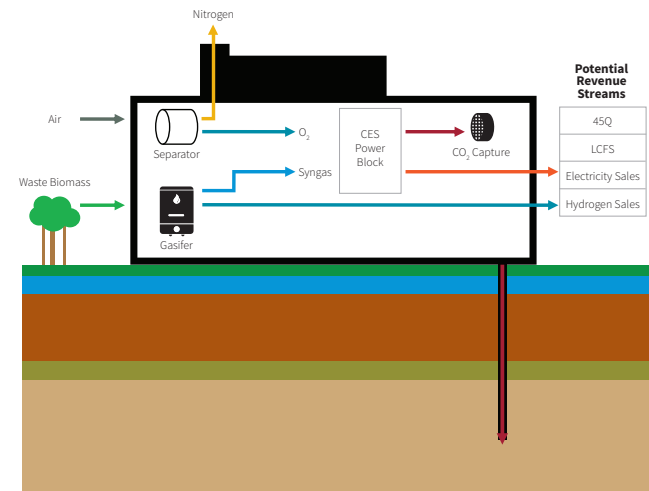 Nitrogen
Potential
Revenue
Streams
Air
Separator
O2
CES
Power
Block
CO2 Capture
45Q
LCFS
Electricity Sales
Hydrogen Sales
Waste Biomass
Syngas
Gasifer